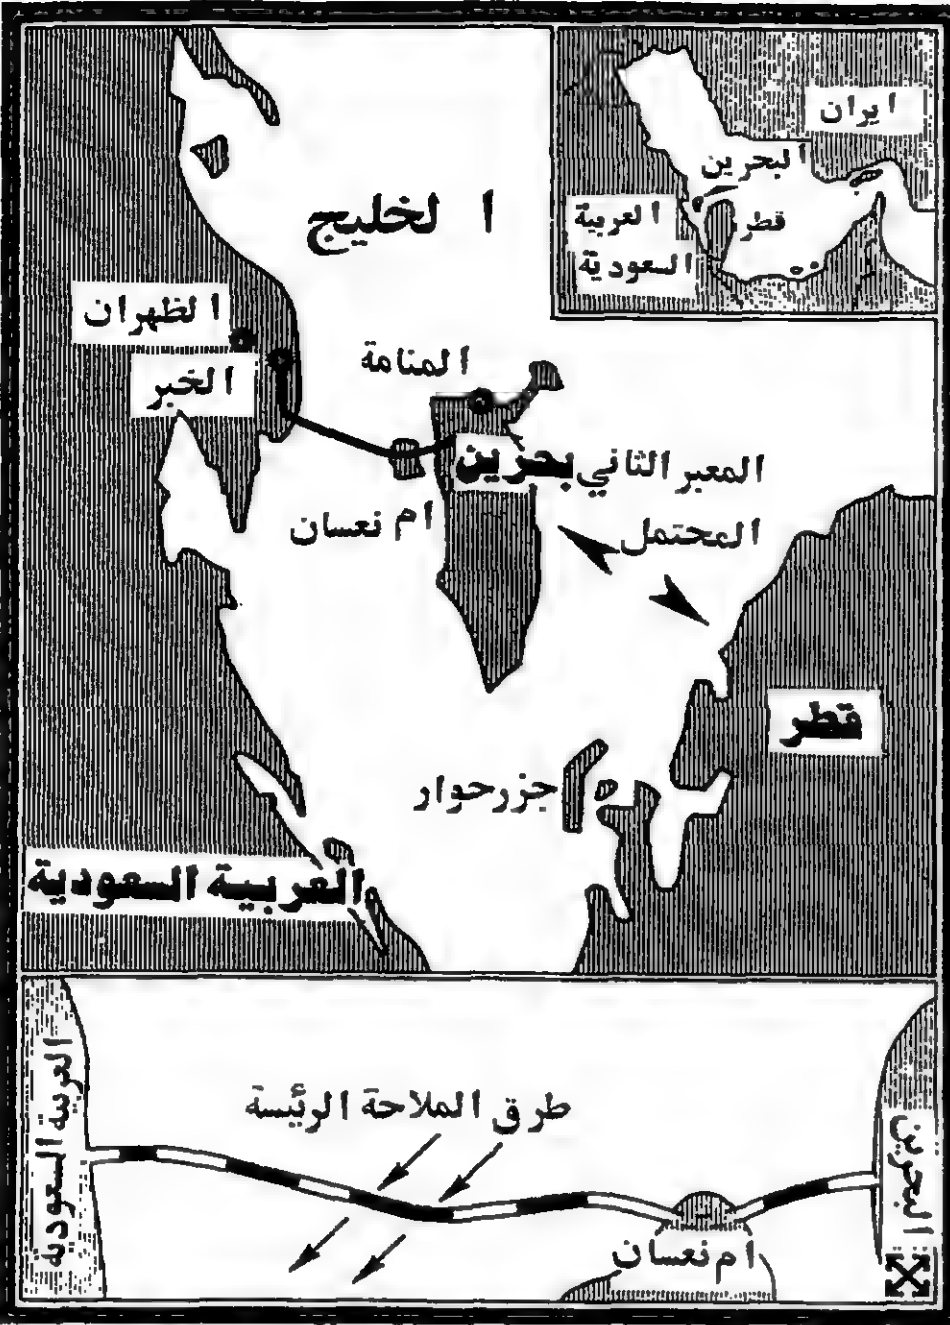 ايران
البحرين
العربية
السعودية
قطر
الخليج
الظهران
الخبر
المنامة
بحرين
المعبر الثاني
المحتمل
ام نعسان
قطر
جزر حوار
العربية السعودية
طرق الملاحة الرئيسة
العربية السعودية
البحرين
ام نعسان